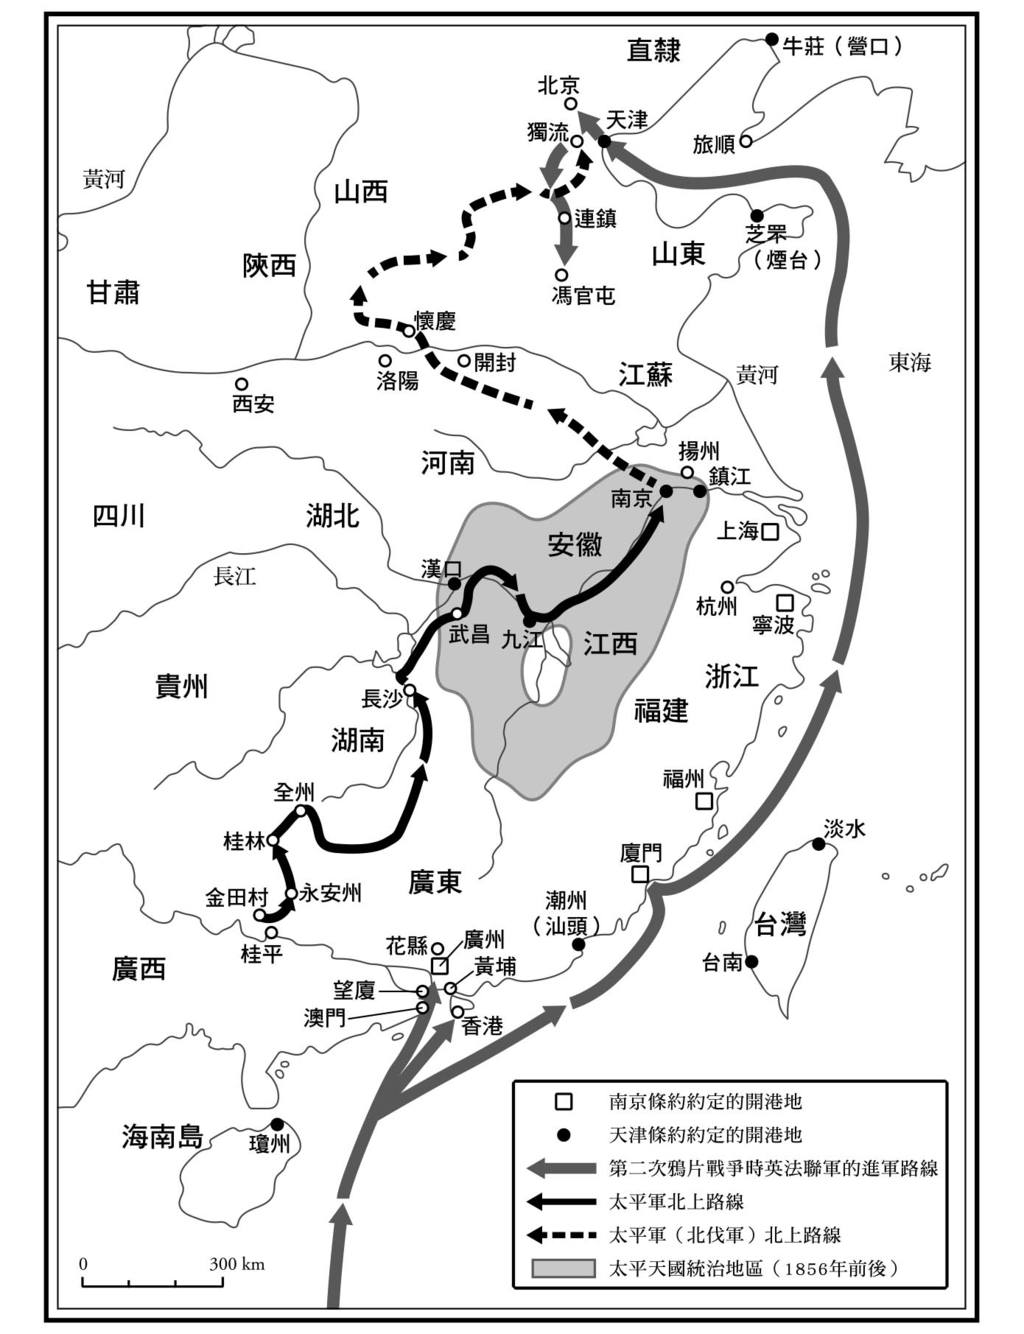 直隸
牛莊（營口）
北京
天津
獨流
旅順
黃河
山西
連鎮
芝罘
（煙台）
山東
陝西
甘肅
馮官屯
懷慶
開封
洛陽
江蘇
黃河
東海
西安
揚州
河南
鎮江
南京
四川
湖北
安徽
上海
漢口
長江
杭州
寧波
武昌
九江
江西
浙江
貴州
長沙
福建
湖南
福州
全州
桂林
淡水
廈門
廣東
金田村
永安州
潮州
（汕頭）
台灣
桂平
花縣
廣州
台南
廣西
黃埔
望廈
澳門
香港
海南島
瓊州
南京條約約定的開港地
天津條約約定的開港地
第二次鴉片戰爭時英法聯軍的進軍路線
太平軍北上路線
太平軍（北伐軍）北上路線
太平天國統治地區（1856年前後）
0 300 km